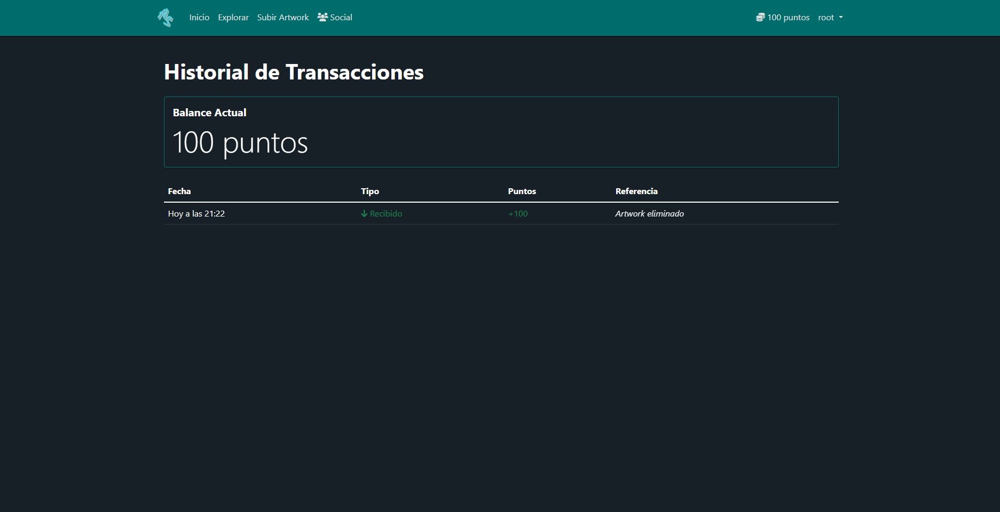 Inicio Explorar Subir Artwork Social 100 puntos root
Historial de Transacciones
Balance Actual
100 puntos
Fecha Tipo Puntos Referencia
Hoy a las 21:22 Recibido +100 Artwork eliminado